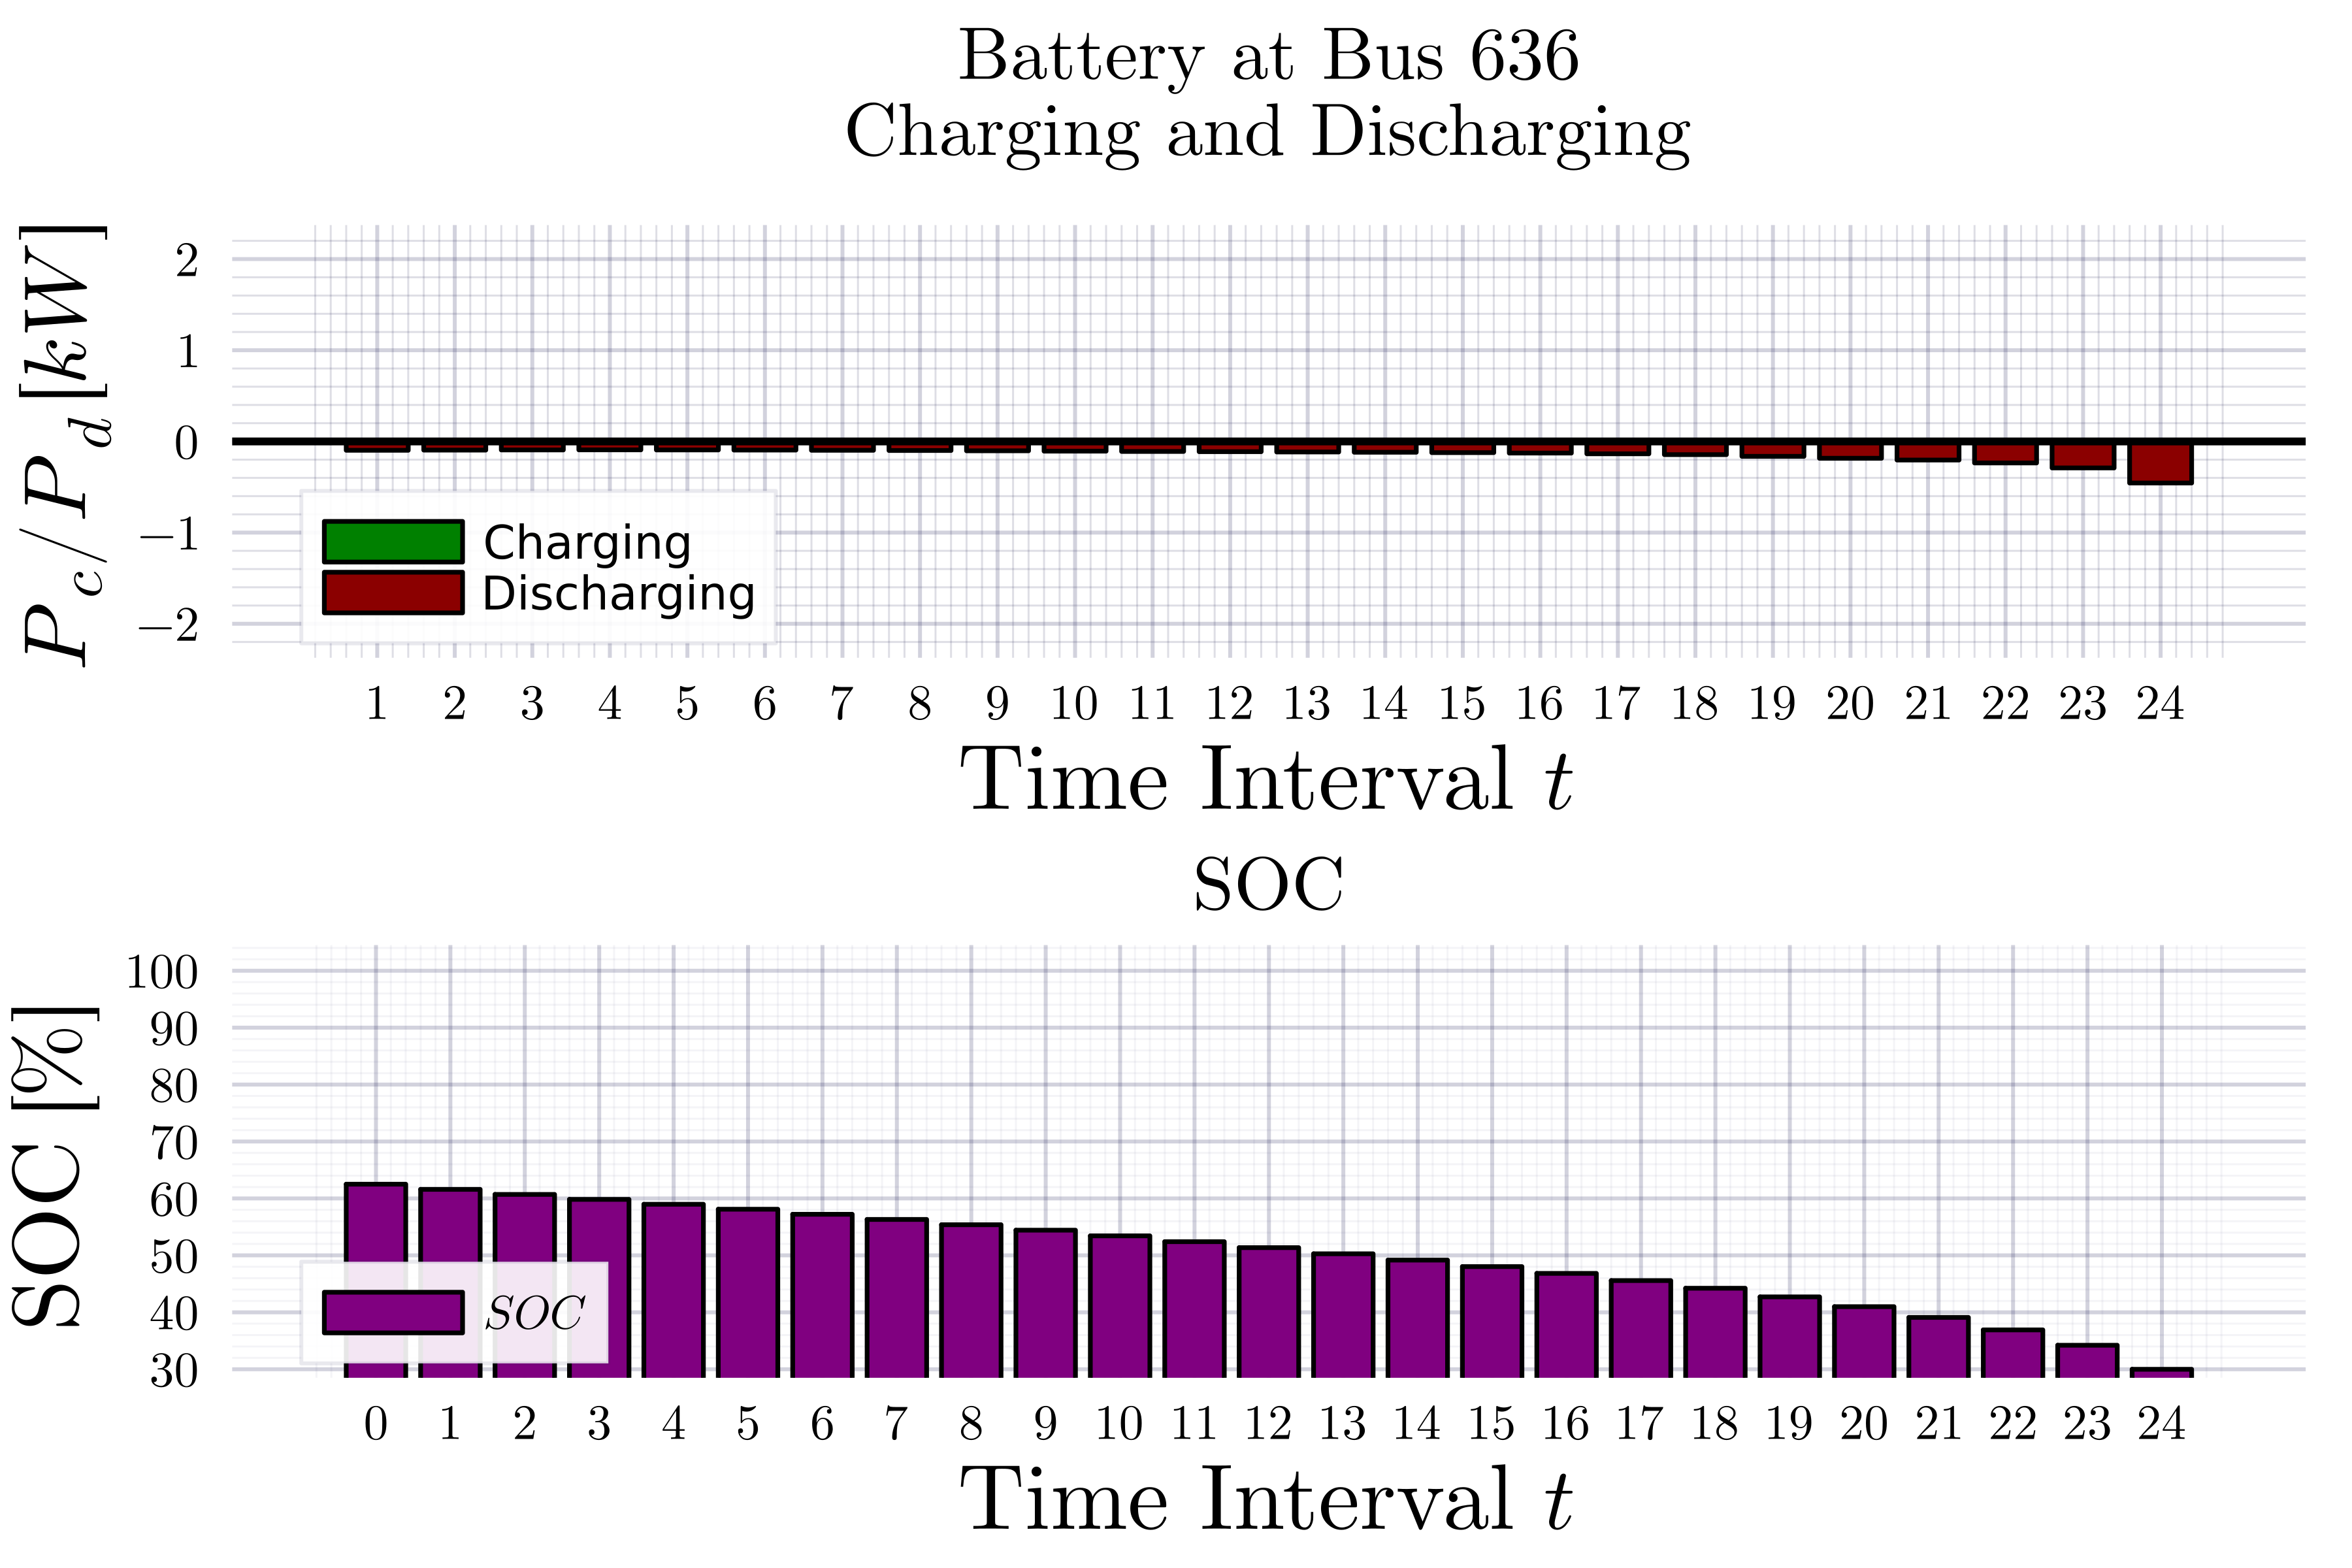 Battery at Bus 636
Charging and Discharging
P_c/P_d [kW]
2
1
0
−1
−2
Charging
Discharging
1 2 3 4 5 6 7 8 9 10 11 12 13 14 15 16 17 18 19 20 21 22 23 24
Time Interval t
SOC
SOC [%]
100
90
80
70
60
50
40
30
SOC
0 1 2 3 4 5 6 7 8 9 10 11 12 13 14 15 16 17 18 19 20 21 22 23 24
Time Interval t